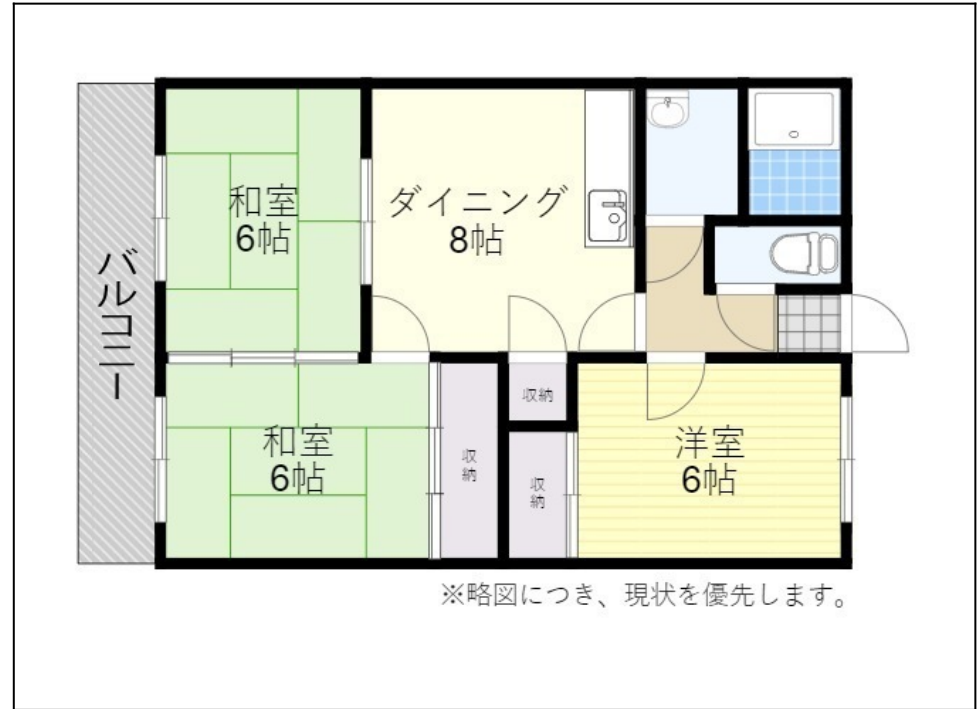 和室
6帖
ダイニング
8帖
バルコニー
和室
6帖
収納
収納
収納
洋室
6帖
※略図につき、現状を優先します。